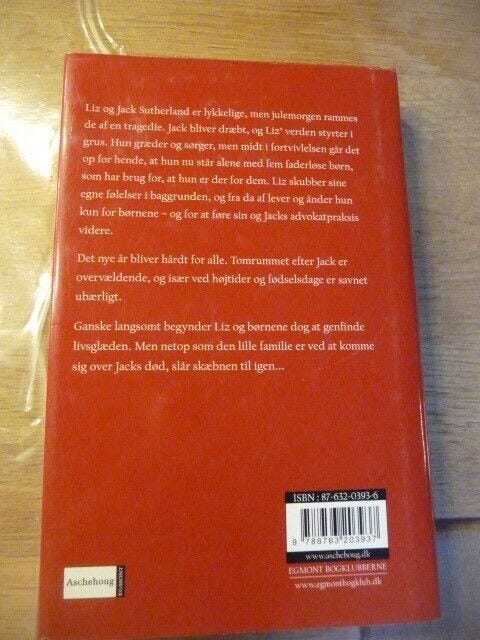 Liz og Jack Sutherland er lykkelige, men julemorgen rammes
de af en tragedie. Jack bliver dræbt, og Liz' verden styrter i
grus. Hun græder og sørger, men midt i fortvivlelsen går det
op for hende, at hun nu står alene med fem faderløse børn,
som har brug for, at hun er der for dem. Liz skubber sine
egne følelser i baggrunden, og fra da af lever og ånder hun
kun for børnene – og for at føre sin og Jacks advokatpraksis
videre.
Det nye år bliver hårdt for alle. Tomrummet efter Jack er
overvældende, og især ved højtider og fødselsdage er savnet
ubærligt.
Ganske langsomt begynder Liz og børnene dog at genfinde
livsglæden. Men netop som den lille familie er ved at komme
sig over Jacks død, slår skæbnen til igen...
ISBN: 87-632-0393-6
9 788763 203937
www.aschehoug.dk
EGMONT BOGKLUBBERNE
www.egmontbogklub.dk
Aschehoug
EGMONT